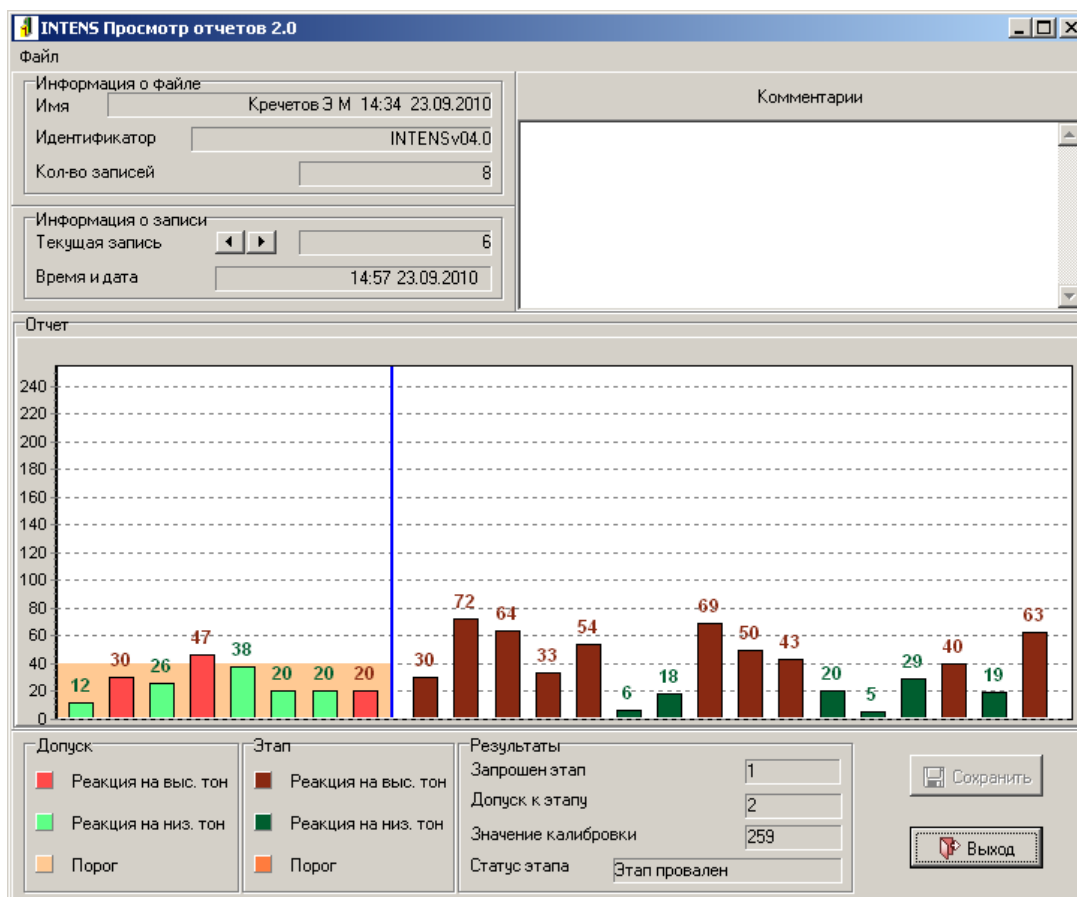 INTENS Просмотр отчетов 2.0
Файл
Информация о файле
Имя Кречетов Э М 14:34 23.09.2010
Идентификатор INTENSv04.0
Кол-во записей 8
Комментарии
Информация о записи
Текущая запись 6
Время и дата 14:57 23.09.2010
Отчет
240
220
200
180
160
140
120
100
80
60
40
20
0
12 30 26 47 38 20 20 20 30 72 64 33 54 6 18 69 50 43 20 5 29 40 19 63
Допуск
Реакция на выс. тон
Реакция на низ. тон
Порог
Этап
Реакция на выс. тон
Реакция на низ. тон
Порог
Результаты
Запрошен этап 1
Допуск к этапу 2
Значение калибровки 259
Статус этапа Этап провален
Сохранить
Выход